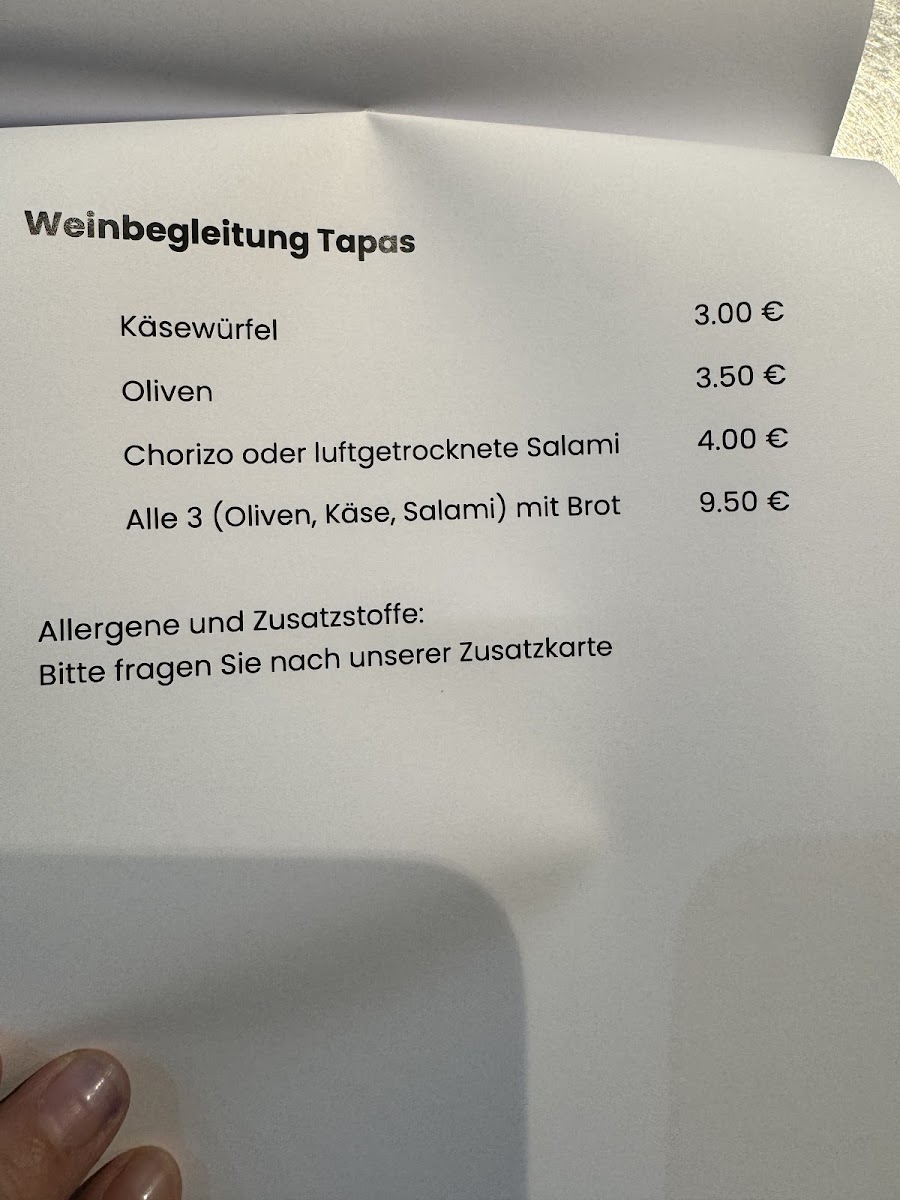 Weinbegleitung Tapas
Käsewürfel 3.00 €
Oliven 3.50 €
Chorizo oder luftgetrocknete Salami 4.00 €
Alle 3 (Oliven, Käse, Salami) mit Brot 9.50 €
Allergene und Zusatzstoffe:
Bitte fragen Sie nach unserer Zusatzkarte